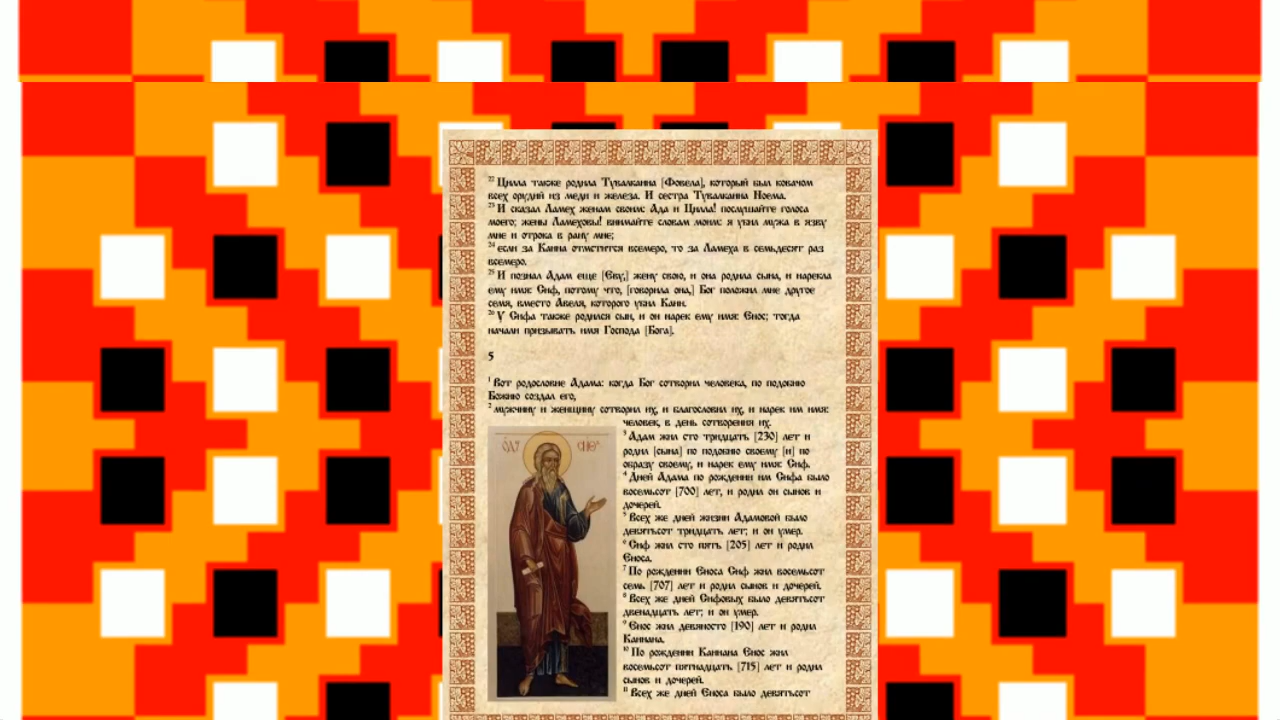 22 Цилла также родила Тувалкаина [Фовела], который был ковачом
всех орудий из меди и железа. И сестра Тувалкаина Ноема.
23 И сказал Ламех женам своим: Ада и Цилла! послушайте голоса
моего; жены Ламеховы! внимайте словам моим: я убил мужа в язву
мне и отрока в рану мне;
24 если за Каина отмстится всемеро, то за Ламеха в семьдесят раз
всемеро.
25 И познал Адам еще [Еву,] жену свою, и она родила сына, и нарекла
ему имя: Сиф, потому что, [говорила она,] Бог положил мне другое
семя, вместо Авеля, которого убил Каин.
26 У Сифа также родился сын, и он нарек ему имя: Енос; тогда
начали призывать имя Господа [Бога].
5
1 Вот родословие Адама: когда Бог сотворил человека, по подобию
Божию создал его,
2 мужчину и женщину сотворил их, и благословил их, и нарек им имя:
человек, в день сотворения их.
3 Адам жил сто тридцать [230] лет и
родил [сына] по подобию своему [и] по
образу своему, и нарек ему имя: Сиф.
4 Дней Адама по рождении им Сифа было
восемьсот [700] лет, и родил он сынов и
дочерей.
5 Всех же дней жизни Адамовой было
девятьсот тридцать лет; и он умер.
6 Сиф жил сто пять [205] лет и родил
Еноса.
7 По рождении Еноса Сиф жил восемьсот
семь [707] лет и родил сынов и дочерей.
8 Всех же дней Сифовых было девятьсот
двенадцать лет; и он умер.
9 Енос жил девяносто [190] лет и родил
Каинана.
10 По рождении Каинана Енос жил
восемьсот пятнадцать [715] лет и родил
сынов и дочерей.
11 Всех же дней Еноса было девятьсот